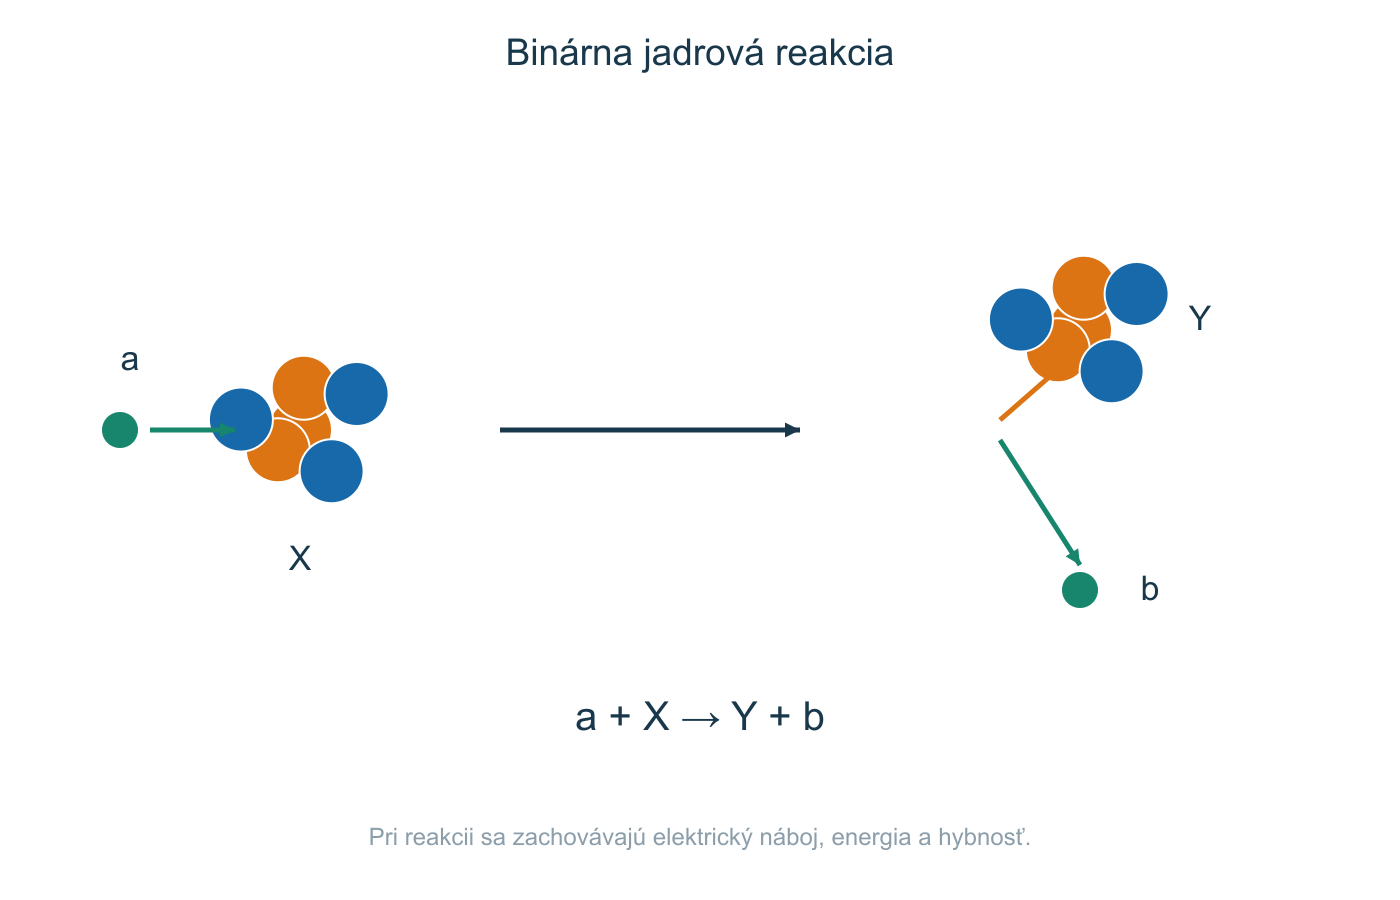 Binárna jadrová reakcia
a
X
Y
b
a + X → Y + b
Pri reakcii sa zachovávajú elektrický náboj, energia a hybnosť.